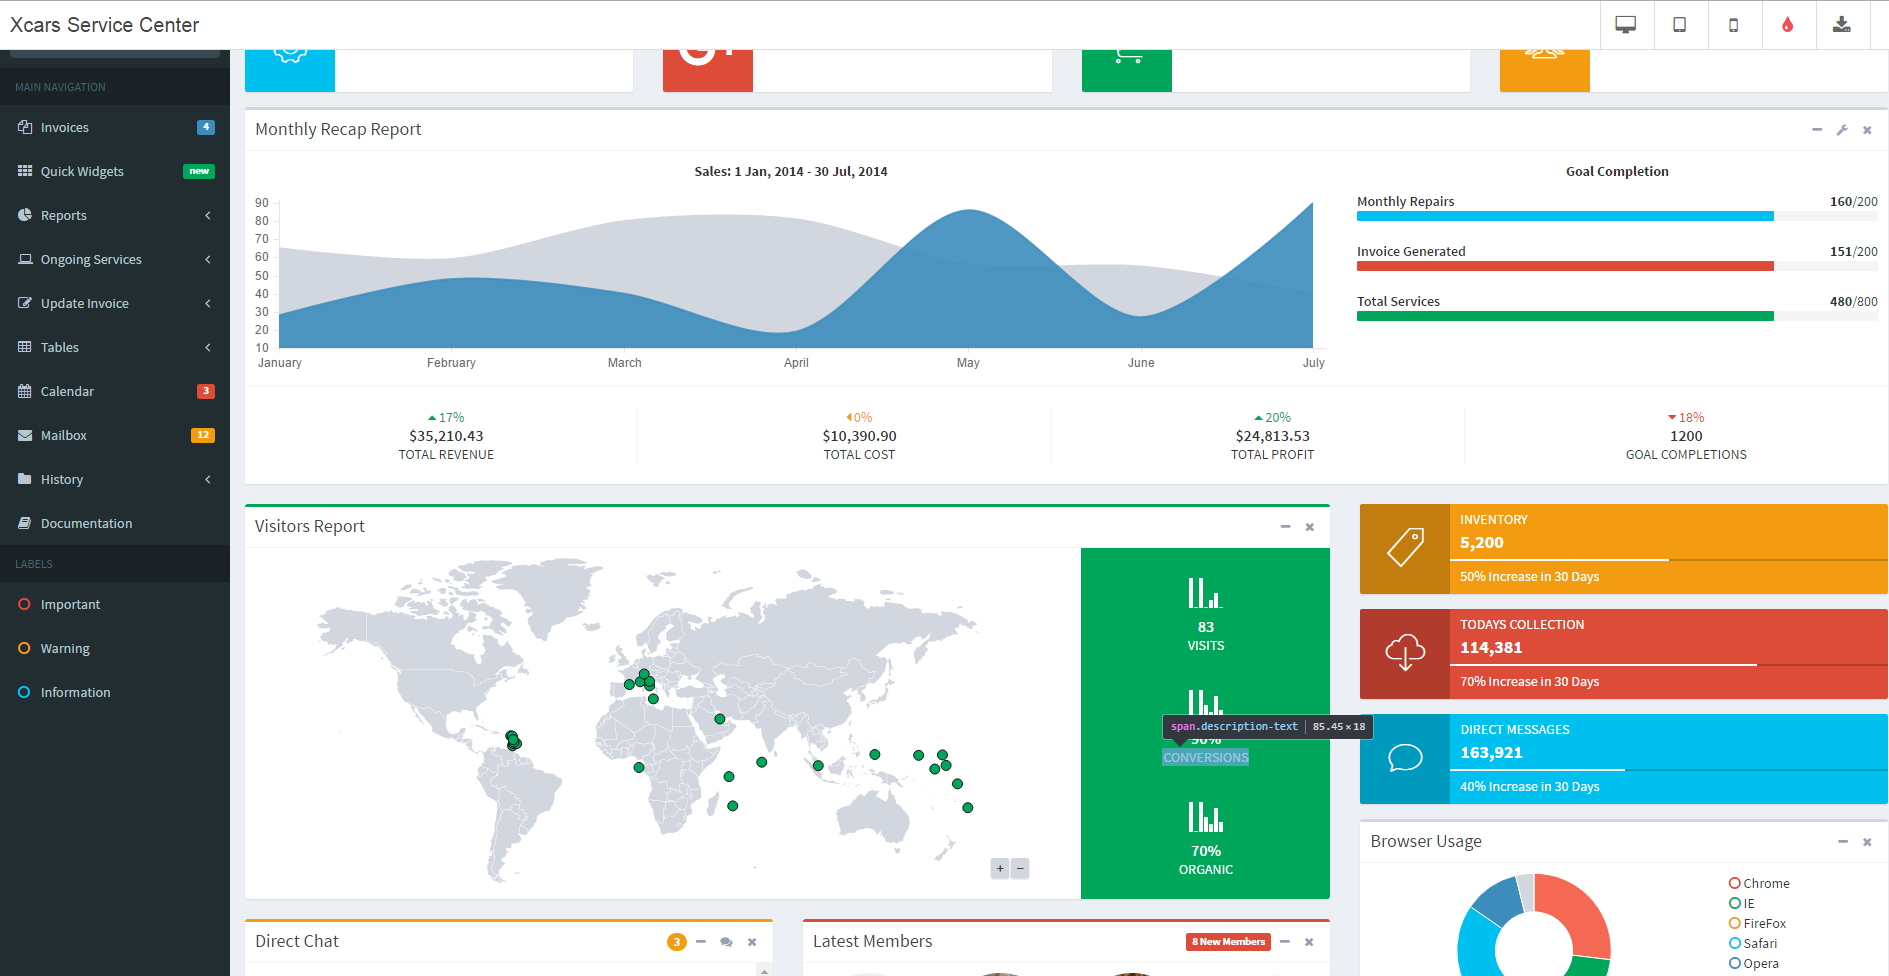 Xcars Service Center
MAIN NAVIGATION
Invoices 4
Quick Widgets new
Reports
Ongoing Services
Update Invoice
Tables
Calendar 3
Mailbox 12
History
Documentation
LABELS
Important
Warning
Information
Monthly Recap Report
Sales: 1 Jan, 2014 - 30 Jul, 2014
90
80
70
60
50
40
30
20
10
January February March April May June July
Goal Completion
Monthly Repairs 160/200
Invoice Generated 151/200
Total Services 480/800
17%
$35,210.43
TOTAL REVENUE
0%
$10,390.90
TOTAL COST
20%
$24,813.53
TOTAL PROFIT
18%
1200
GOAL COMPLETIONS
Visitors Report
83
VISITS
span.description-text 85.45×18
CONVERSIONS
70%
ORGANIC
+ −
INVENTORY
5,200
50% Increase in 30 Days
TODAYS COLLECTION
114,381
70% Increase in 30 Days
DIRECT MESSAGES
163,921
40% Increase in 30 Days
Browser Usage
Chrome
IE
FireFox
Safari
Opera
Direct Chat 3
Latest Members 8 New Members